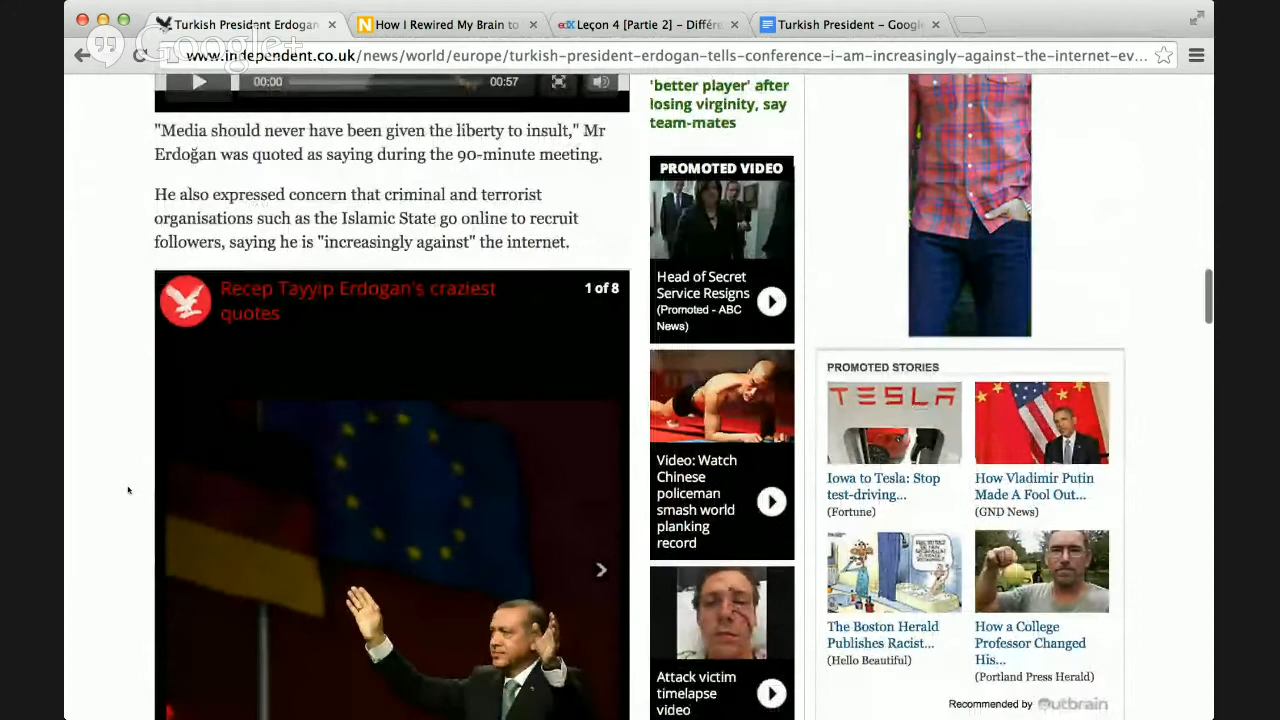 Turkish President Erdogan
How I Rewired My Brain to
edX Leçon 4 [Partie 2] – Différe
Turkish President – Google
Google+
www.independent.co.uk/news/world/europe/turkish-president-erdogan-tells-conference-i-am-increasingly-against-the-internet-ev...
00:00
00:57
"Media should never have been given the liberty to insult," Mr
Erdoğan was quoted as saying during the 90-minute meeting.
He also expressed concern that criminal and terrorist
organisations such as the Islamic State go online to recruit
followers, saying he is "increasingly against" the internet.
Recep Tayyip Erdogan's craziest
quotes
1 of 8
'better player' after
losing virginity, say
team-mates
PROMOTED VIDEO
Head of Secret
Service Resigns
(Promoted - ABC
News)
Video: Watch
Chinese
policeman
smash world
planking
record
Attack victim
timelapse
video
PROMOTED STORIES
TESLA
Iowa to Tesla: Stop
test-driving...
(Fortune)
How Vladimir Putin
Made A Fool Out...
(GND News)
The Boston Herald
Publishes Racist...
(Hello Beautiful)
How a College
Professor Changed
His...
(Portland Press Herald)
Recommended by Outbrain